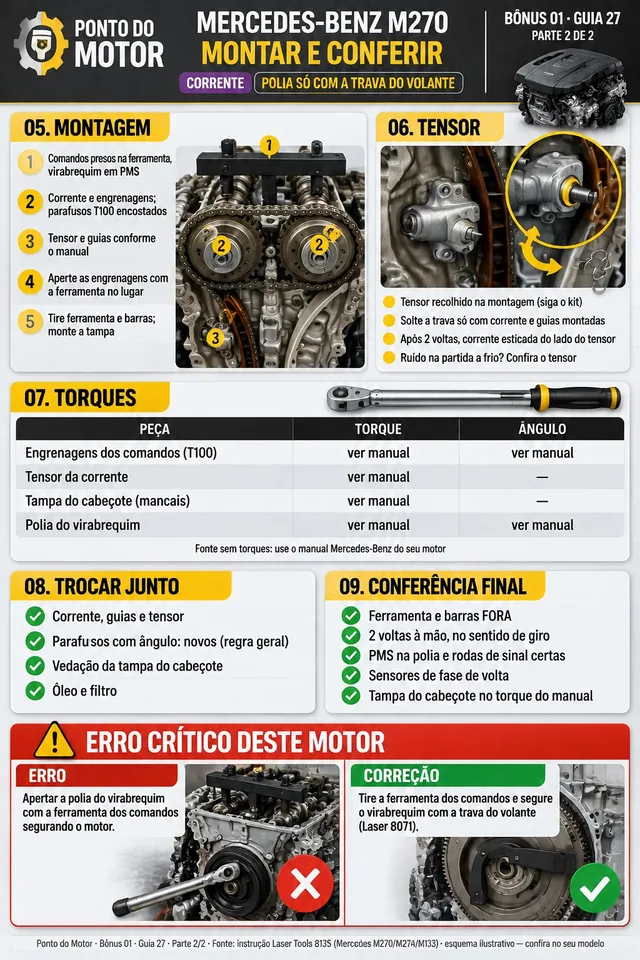 PONTO DO
MOTOR
MERCEDES-BENZ M270
MONTAR E CONFERIR
CORRENTE
POLIA SÓ COM A TRAVA DO VOLANTE
BÔNUS 01 · GUIA 27
PARTE 2 DE 2
05. MONTAGEM
1 Comandos presos na ferramenta,
virabrequim em PMS
2 Corrente e engrenagens;
parafusos T100 encostados
3 Tensor e guias conforme
o manual
4 Aperte as engrenagens com
a ferramenta no lugar
5 Tire ferramenta e barras;
monte a tampa
1
2
2
3
06. TENSOR
Tensor recolhido na montagem (siga o kit)
Solte a trava só com corrente e guias montadas
Após 2 voltas, corrente esticada do lado do tensor
Ruído na partida a frio? Confira o tensor
07. TORQUES
PEÇA TORQUE ÂNGULO
Engrenagens dos comandos (T100) ver manual ver manual
Tensor da corrente ver manual —
Tampa do cabeçote (mancais) ver manual —
Polia do virabrequim ver manual ver manual
Fonte sem torques: use o manual Mercedes-Benz do seu motor
08. TROCAR JUNTO
Corrente, guias e tensor
Parafusos com ângulo: novos (regra geral)
Vedação da tampa do cabeçote
Óleo e filtro
09. CONFERÊNCIA FINAL
Ferramenta e barras FORA
2 voltas à mão, no sentido de giro
PMS na polia e rodas de sinal certas
Sensores de fase de volta
Tampa do cabeçote no torque do manual
ERRO CRÍTICO DESTE MOTOR
ERRO
Apertar a polia do virabrequim
com a ferramenta dos comandos
segurando o motor.
CORREÇÃO
Tire a ferramenta dos comandos e segure
o virabrequim com a trava do volante
(Laser 8071).
Ponto do Motor · Bônus 01 · Guia 27 · Parte 2/2 · Fonte: instrução Laser Tools 8135 (Mercedes M270/M274/M133) · esquema ilustrativo — confira no seu modelo